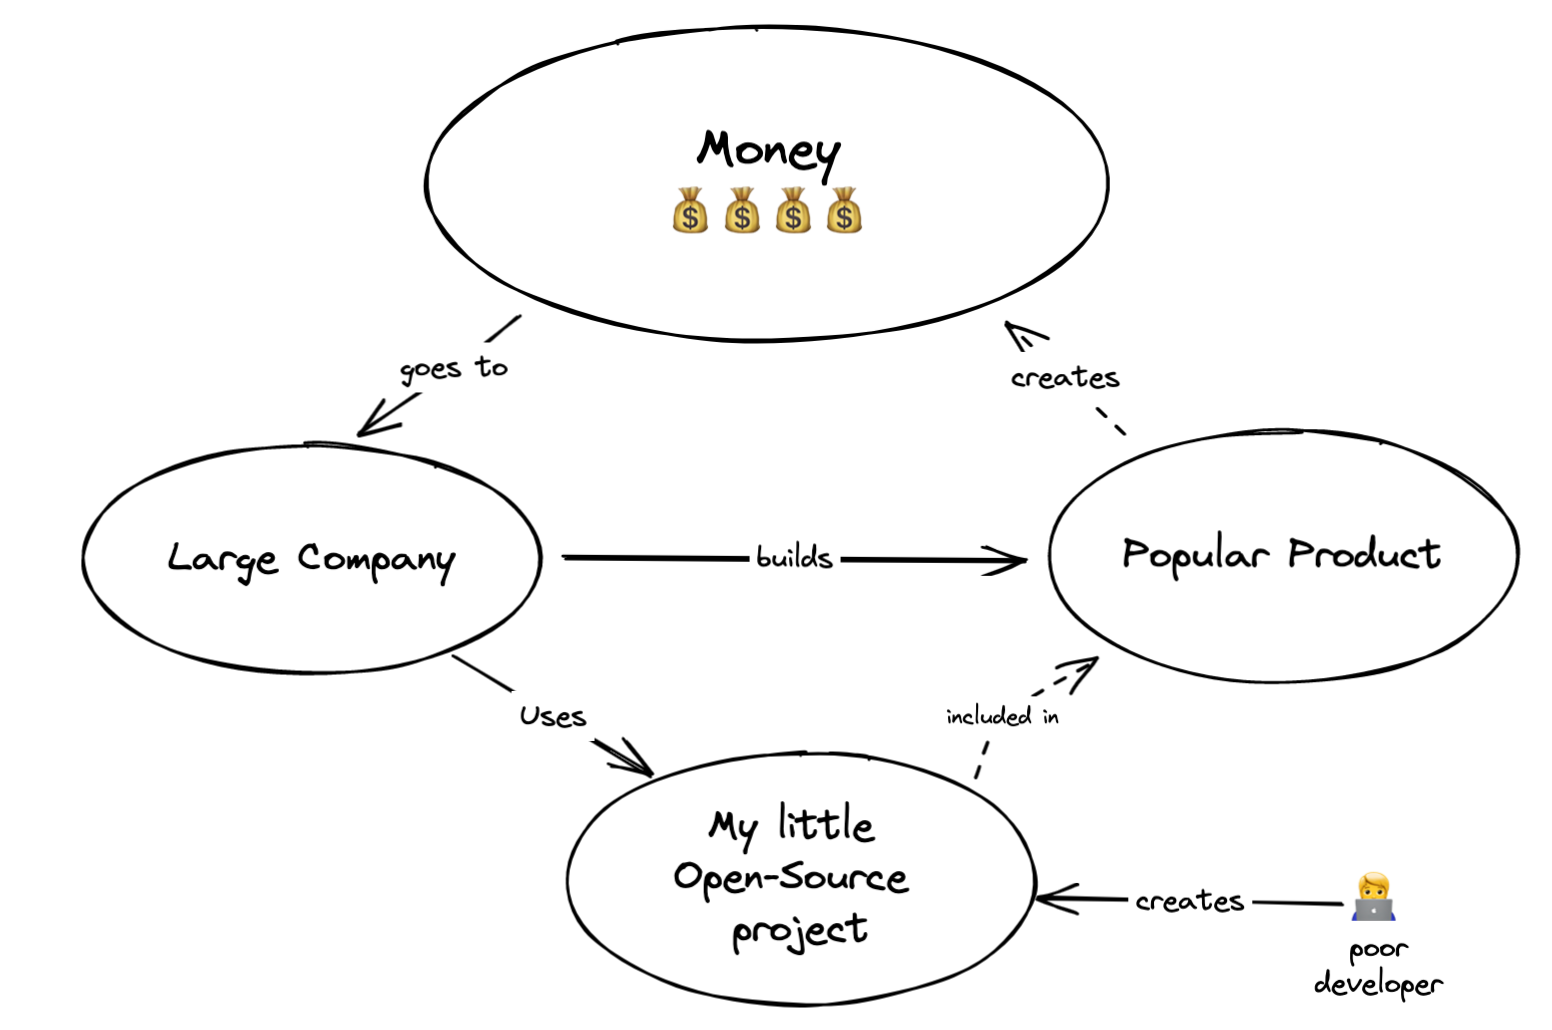 Money
💰 💰 💰 💰
goes to
creates
Large Company
builds
Popular Product
Uses
included in
My little
Open-Source
project
creates
poor
developer